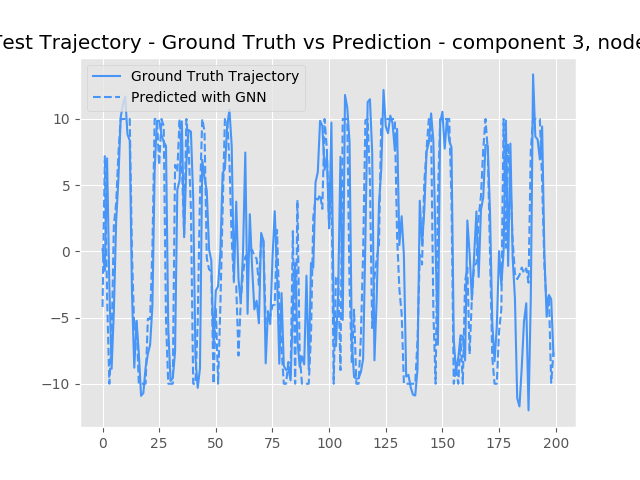 Test Trajectory - Ground Truth vs Prediction - component 3, node
Ground Truth Trajectory
Predicted with GNN
10
5
0
−5
−10
0 25 50 75 100 125 150 175 200